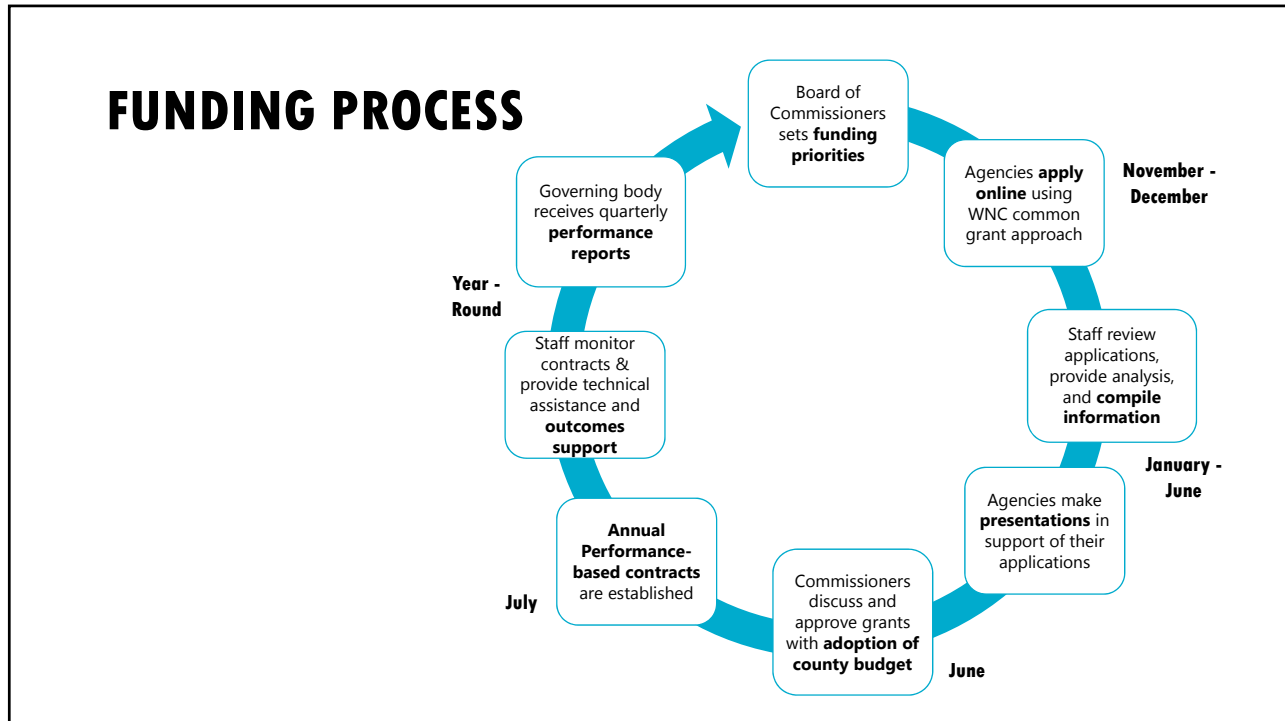 FUNDING PROCESS
Board of
Commissioners
sets funding
priorities
Agencies apply
online using
WNC common
grant approach
November -
December
Staff review
applications,
provide analysis,
and compile
information
January -
June
Agencies make
presentations in
support of their
applications
Commissioners
discuss and
approve grants
with adoption of
county budget
June
Annual
Performance-
based contracts
are established
July
Staff monitor
contracts &
provide technical
assistance and
outcomes
support
Year -
Round
Governing body
receives quarterly
performance
reports